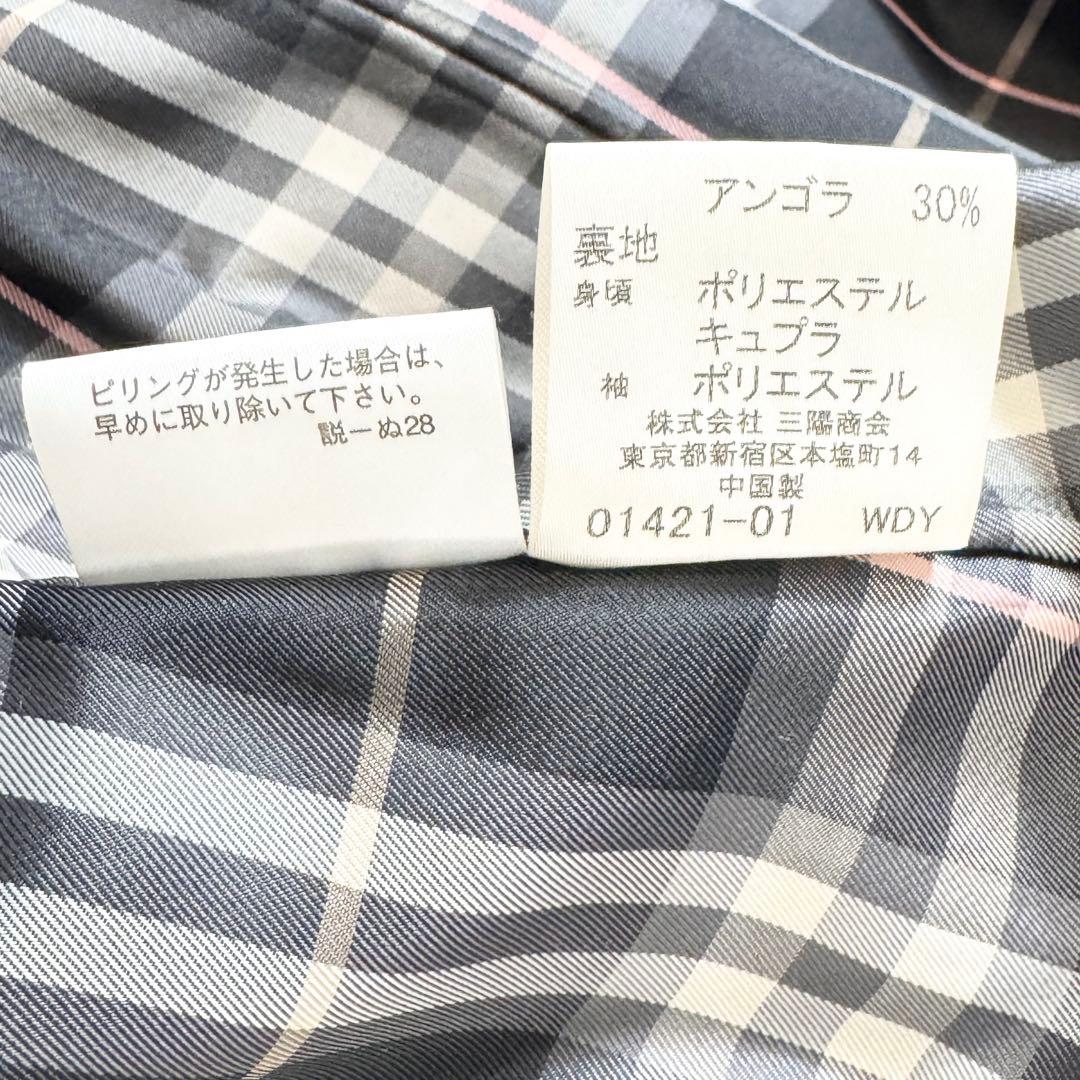 ピリングが発生した場合は、
早めに取り除いて下さい。
説ーぬ28
アンゴラ 30%
裏地
身頃 ポリエステル
キュプラ
袖 ポリエステル
株式会社 三陽商会
東京都新宿区本塩町14
中国製
01421-01 WDY